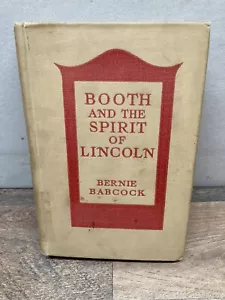 BOOTH
AND THE
SPIRIT
OF
LINCOLN
BERNIE
BABCOCK